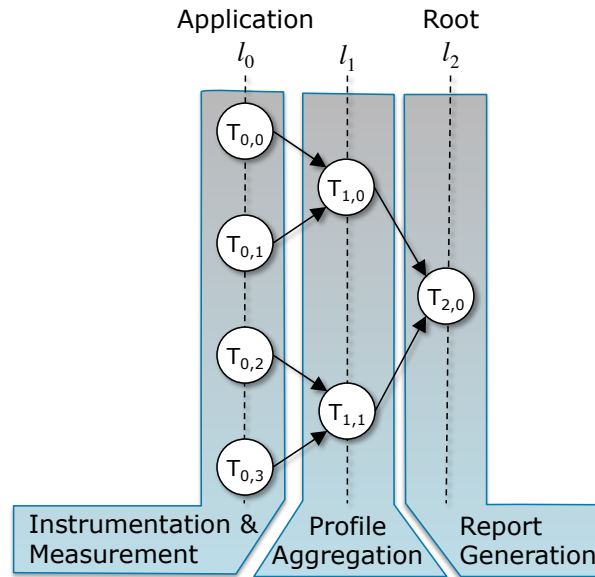 Application
Root
l0
l1
l2
T0,0
T1,0
T0,1
T2,0
T0,2
T1,1
T0,3
Instrumentation &
Measurement
Profile
Aggregation
Report
Generation